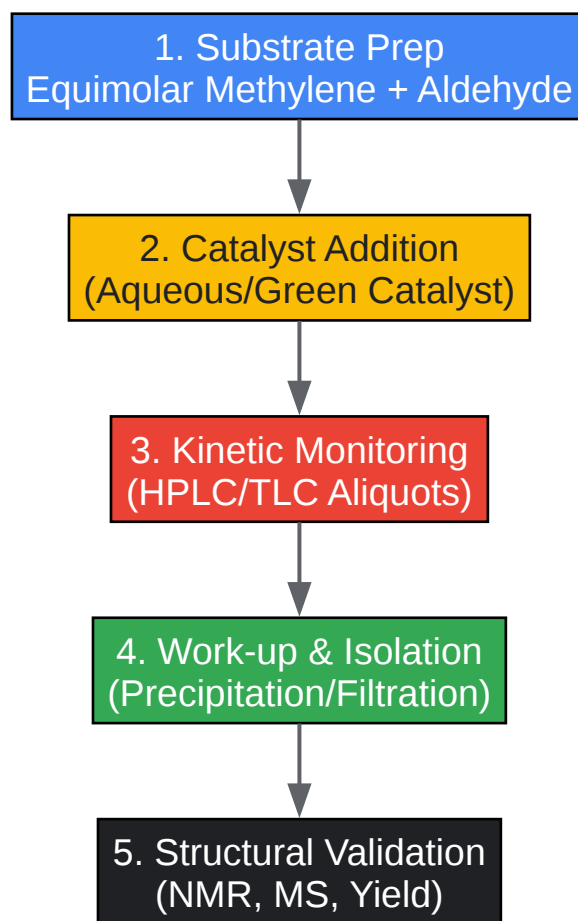 1. Substrate Prep
Equimolar Methylene + Aldehyde
2. Catalyst Addition
(Aqueous/Green Catalyst)
3. Kinetic Monitoring
(HPLC/TLC Aliquots)
4. Work-up & Isolation
(Precipitation/Filtration)
5. Structural Validation
(NMR, MS, Yield)